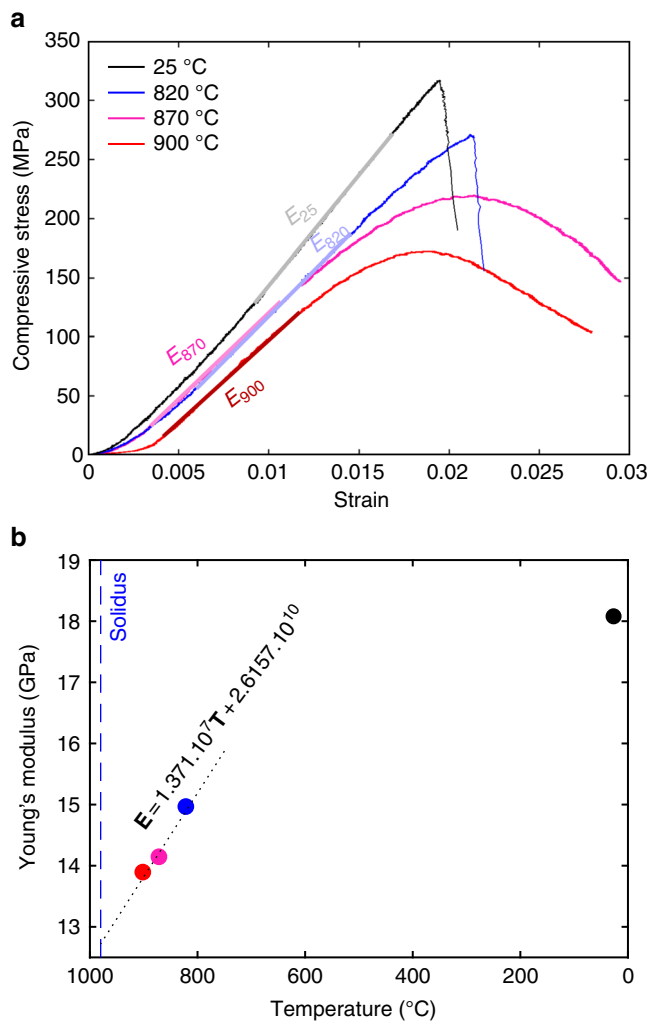 a
350
300
250
200
150
100
50
0
Compressive stress (MPa)
25 °C
820 °C
870 °C
900 °C
E25
E820
E870
E900
0 0.005 0.01 0.015 0.02 0.025 0.03
Strain
b
19
18
17
16
15
14
13
Young's modulus (GPa)
Solidus
E = 1.371.10⁷T + 2.6157.10¹⁰
1000 800 600 400 200 0
Temperature (°C)